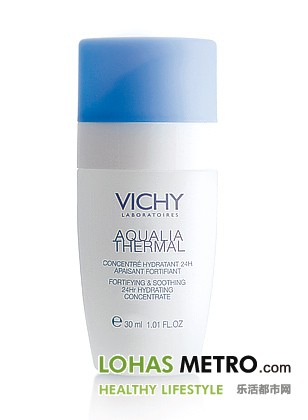 VICHY
LABORATOIRES
AQUALIA
THERMAL
CONCENTRÉ HYDRATANT 24H
APAISANT FORTIFIANT
FORTIFYING & SOOTHING
24Hr HYDRATING
CONCENTRATE
e 30 ml 1.01 FL.OZ
LOHAS METRO.com
HEALTHY LIFESTYLE 乐活都市网